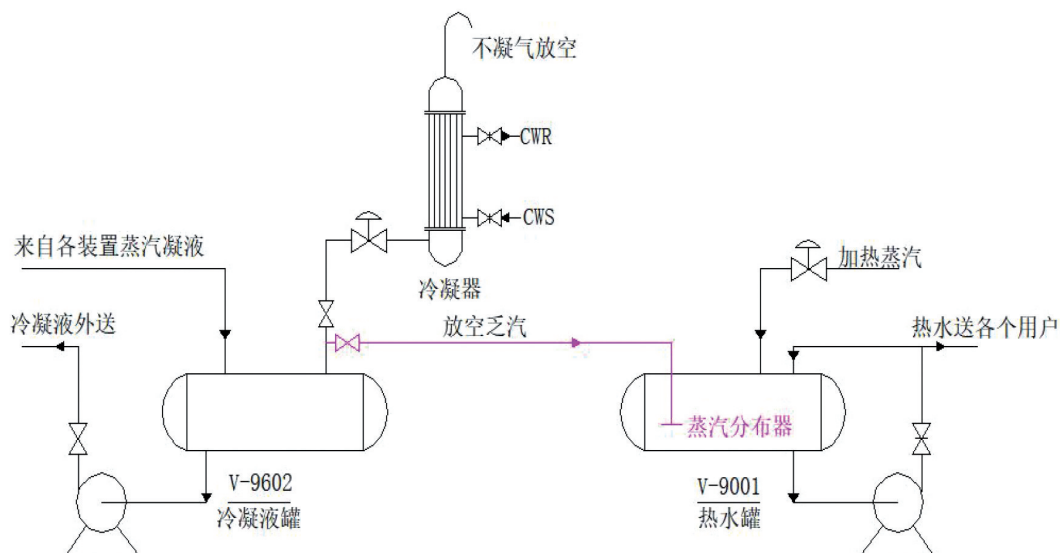 不凝气放空
CWR
CWS
来自各装置蒸汽凝液
冷凝器
加热蒸汽
冷凝液外送
放空乏汽
热水送各个用户
蒸汽分布器
V-9602
冷凝液罐
V-9001
热水罐